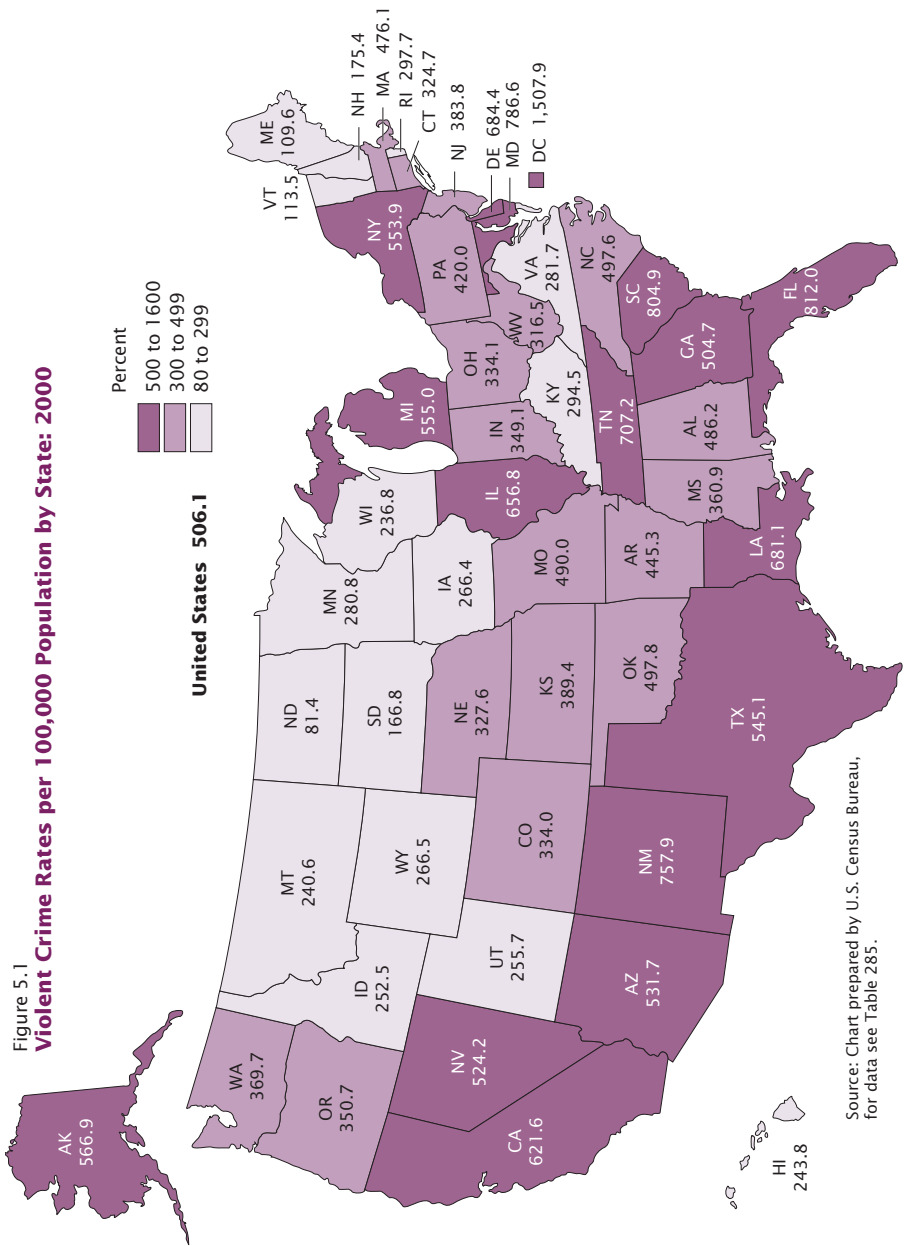 Figure 5.1
Violent Crime Rates per 100,000 Population by State: 2000
Percent
500 to 1600
300 to 499
80 to 299
United States 506.1
AK
566.9
WA
369.7
OR
350.7
CA
621.6
NV
524.2
ID
252.5
MT
240.6
WY
266.5
UT
255.7
AZ
531.7
CO
334.0
NM
757.9
ND
81.4
SD
166.8
NE
327.6
KS
389.4
OK
497.8
TX
545.1
MN
280.8
IA
266.4
MO
490.0
AR
445.3
LA
681.1
WI
236.8
IL
656.8
MI
555.0
IN
349.1
OH
334.1
KY
294.5
TN
707.2
MS
360.9
AL
486.2
GA
504.7
FL
812.0
SC
804.9
NC
497.6
VA
281.7
WV
316.5
PA
420.0
NY
553.9
VT
113.5
ME
109.6
NH 175.4
MA 476.1
RI 297.7
CT 324.7
NJ 383.8
DE 684.4
MD 786.6
DC 1,507.9
HI
243.8
Source: Chart prepared by U.S. Census Bureau,
for data see Table 285.